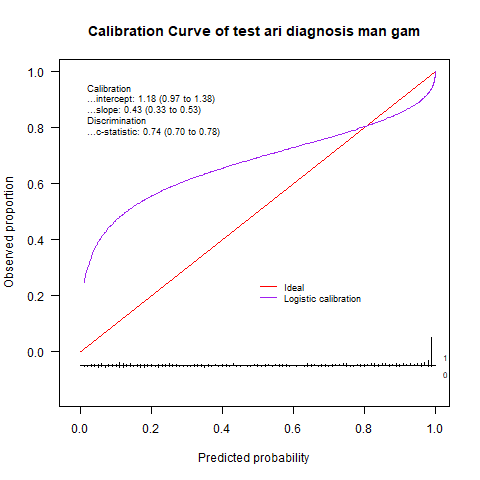 Calibration Curve of test ari diagnosis man gam
Calibration
...intercept: 1.18 (0.97 to 1.38)
...slope: 0.43 (0.33 to 0.53)
Discrimination
...c-statistic: 0.74 (0.70 to 0.78)
1.0
0.8
0.6
0.4
0.2
0.0
Observed proportion
Ideal
Logistic calibration
1
0
0.0 0.2 0.4 0.6 0.8 1.0
Predicted probability